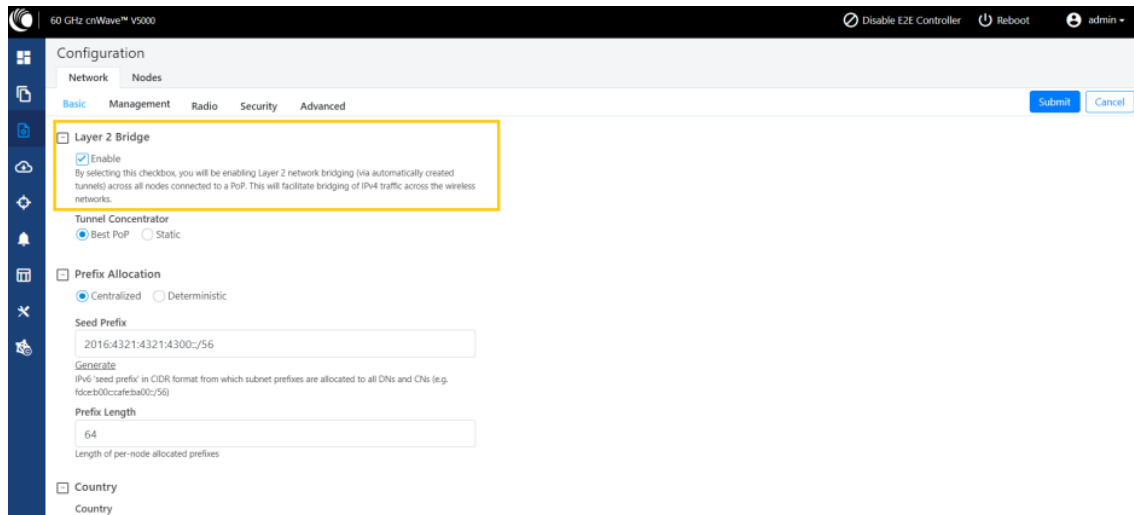 60 GHz cnWave™ V5000
Disable E2E Controller
Reboot
admin
Configuration
Network Nodes
Basic Management Radio Security Advanced
Submit Cancel
Layer 2 Bridge
Enable
By selecting this checkbox, you will be enabling Layer 2 network bridging (via automatically created
tunnels) across all nodes connected to a PoP. This will facilitate bridging of IPv4 traffic across the wireless
networks.
Tunnel Concentrator
Best PoP Static
Prefix Allocation
Centralized Deterministic
Seed Prefix
2016:4321:4321:4300::/56
Generate
IPv6 'seed prefix' in CIDR format from which subnet prefixes are allocated to all DNs and CNs (e.g.
fdce:b00c:cafe:ba00::/56)
Prefix Length
64
Length of per-node allocated prefixes
Country
Country